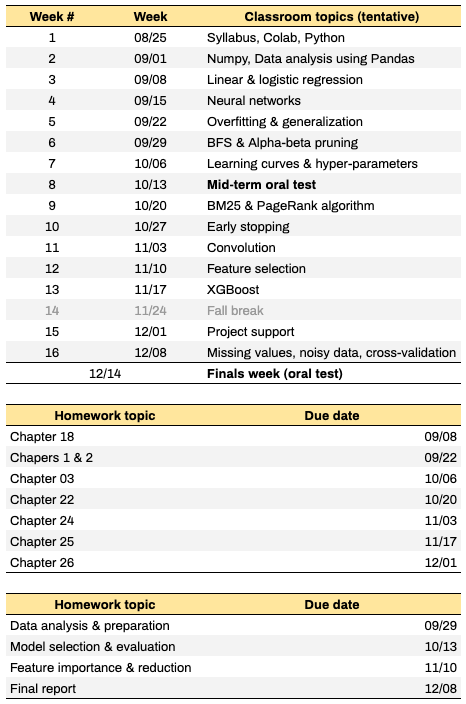 Week # Week Classroom topics (tentative)
1 08/25 Syllabus, Colab, Python
2 09/01 Numpy, Data analysis using Pandas
3 09/08 Linear & logistic regression
4 09/15 Neural networks
5 09/22 Overfitting & generalization
6 09/29 BFS & Alpha-beta pruning
7 10/06 Learning curves & hyper-parameters
8 10/13 Mid-term oral test
9 10/20 BM25 & PageRank algorithm
10 10/27 Early stopping
11 11/03 Convolution
12 11/10 Feature selection
13 11/17 XGBoost
14 11/24 Fall break
15 12/01 Project support
16 12/08 Missing values, noisy data, cross-validation
12/14 Finals week (oral test)
Homework topic Due date
Chapter 18 09/08
Chapers 1 & 2 09/22
Chapter 03 10/06
Chapter 22 10/20
Chapter 24 11/03
Chapter 25 11/17
Chapter 26 12/01
Homework topic Due date
Data analysis & preparation 09/29
Model selection & evaluation 10/13
Feature importance & reduction 11/10
Final report 12/08